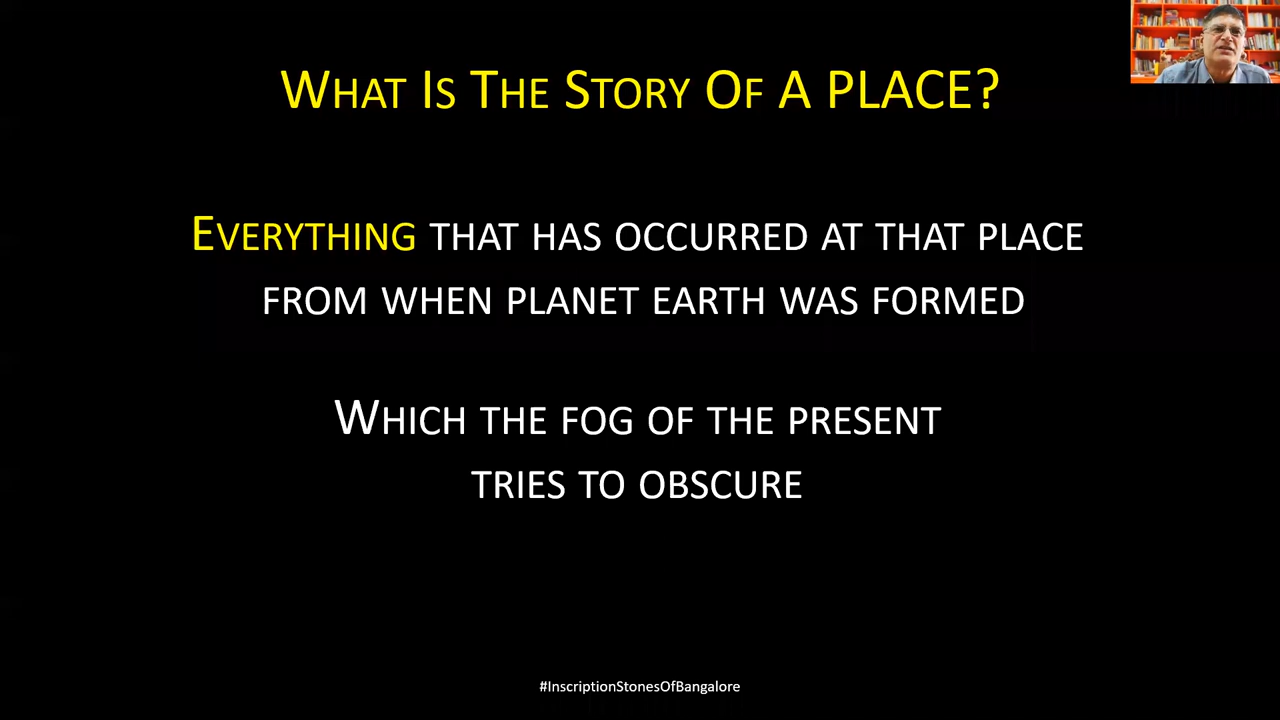 What Is The Story Of A PLACE?
Everything that has occurred at that place
from when planet earth was formed
Which the fog of the present
tries to obscure
#InscriptionStonesOfBangalore